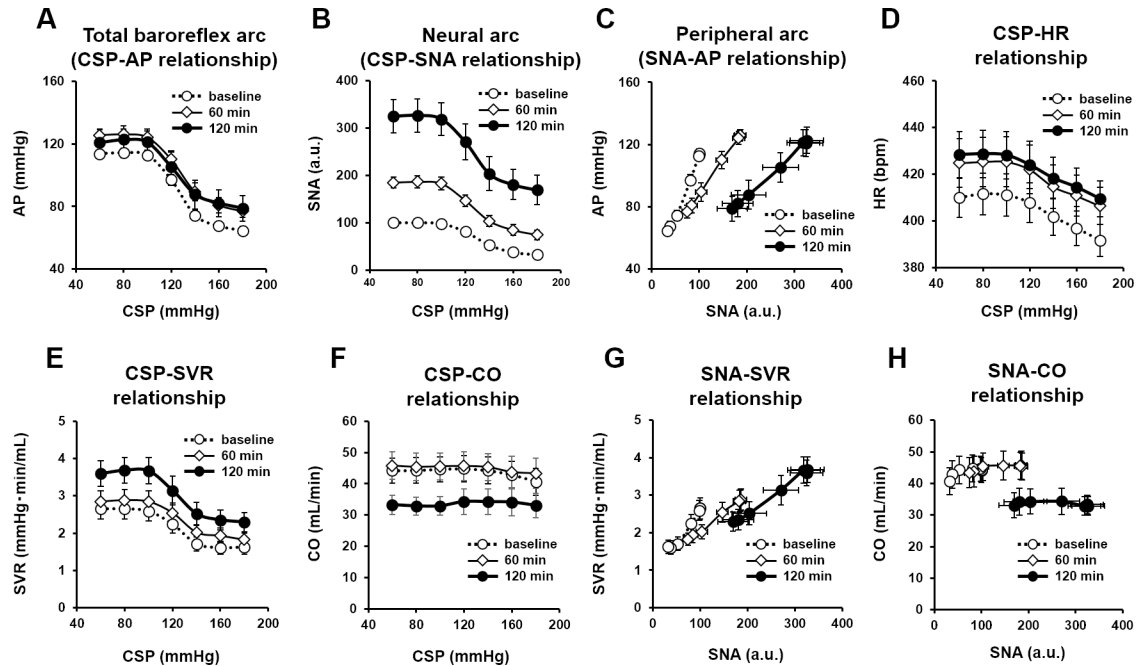 A
Total baroreflex arc
(CSP-AP relationship)
160
120
80
40
AP (mmHg)
baseline
60 min
120 min
40 80 120 160 200
CSP (mmHg)
B
Neural arc
(CSP-SNA relationship)
400
300
200
100
0
SNA (a.u.)
baseline
60 min
120 min
40 80 120 160 200
CSP (mmHg)
C
Peripheral arc
(SNA-AP relationship)
160
120
80
40
AP (mmHg)
baseline
60 min
120 min
0 100 200 300 400
SNA (a.u.)
D
CSP-HR
relationship
460
440
420
400
380
HR (bpm)
baseline
60 min
120 min
40 80 120 160 200
CSP (mmHg)
E
CSP-SVR
relationship
5
4
3
2
1
0
SVR (mmHg·min/mL)
baseline
60 min
120 min
40 80 120 160 200
CSP (mmHg)
F
CSP-CO
relationship
60
50
40
30
20
10
0
CO (mL/min)
baseline
60 min
120 min
40 80 120 160 200
CSP (mmHg)
G
SNA-SVR
relationship
5
4
3
2
1
0
SVR (mmHg·min/mL)
baseline
60 min
120 min
0 100 200 300 400
SNA (a.u.)
H
SNA-CO
relationship
60
50
40
30
20
10
0
CO (mL/min)
baseline
60 min
120 min
0 100 200 300 400
SNA (a.u.)